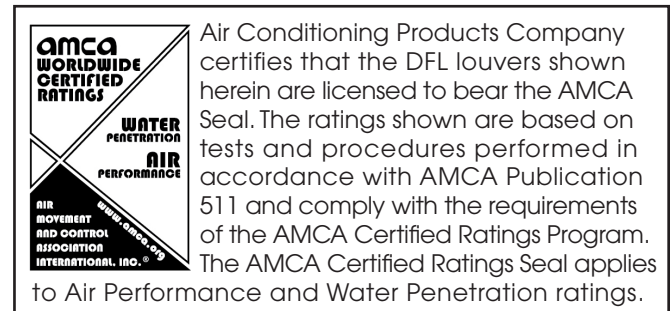 amca
WORLDWIDE
CERTIFIED
RATINGS
WATER
PENETRATION
AIR
PERFORMANCE
AIR
MOVEMENT
AND CONTROL
ASSOCIATION
INTERNATIONAL, INC.®
www.amca.org
Air Conditioning Products Company
certifies that the DFL louvers shown
herein are licensed to bear the AMCA
Seal. The ratings shown are based on
tests and procedures performed in
accordance with AMCA Publication
511 and comply with the requirements
of the AMCA Certified Ratings Program.
The AMCA Certified Ratings Seal applies
to Air Performance and Water Penetration ratings.